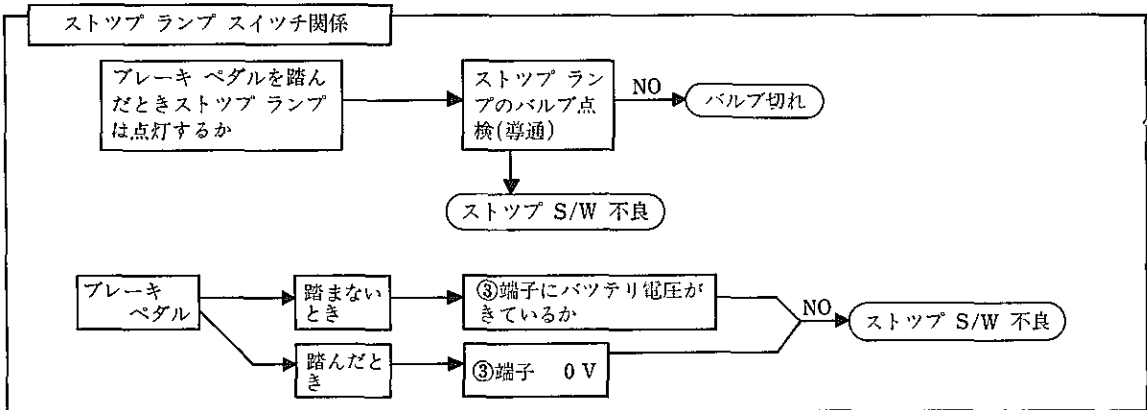 ストツプ ランプ スイツチ関係
ブレーキ ペダルを踏ん
だときストツプ ランプ
は点灯するか
ストツプ ラン
プのバルブ点
検(導通)
NO
バルブ切れ
ストツプ S/W 不良
ブレーキ
ペダル
踏まない
とき
③端子にバツテリ電圧が
きているか
NO
ストツプ S/W 不良
踏んだと
き
③端子 0 V